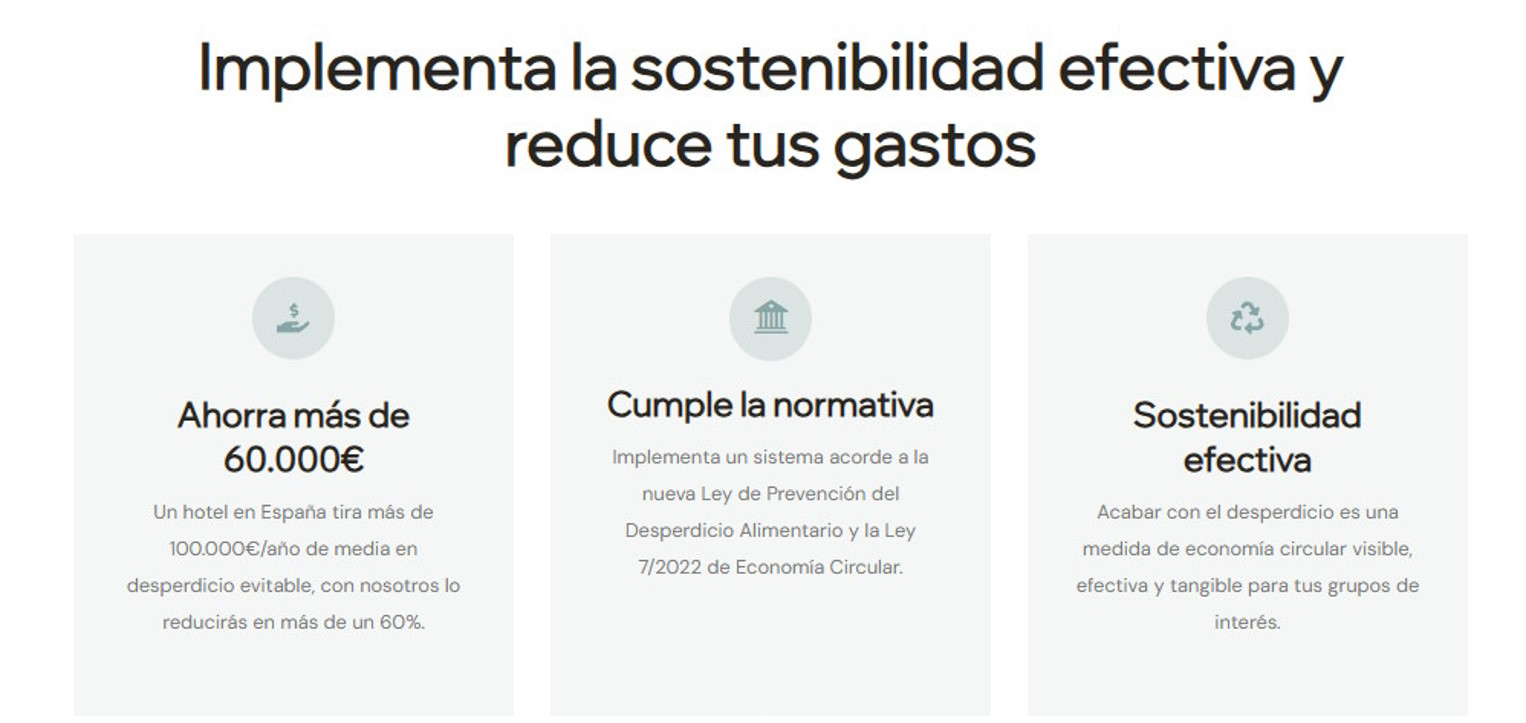 Implementa la sostenibilidad efectiva y
reduce tus gastos
Ahorra más de
60.000€
Un hotel en España tira más de
100.000€/año de media en
desperdicio evitable, con nosotros lo
reducirás en más de un 60%.
Cumple la normativa
Implementa un sistema acorde a la
nueva Ley de Prevención del
Desperdicio Alimentario y la Ley
7/2022 de Economía Circular.
Sostenibilidad
efectiva
Acabar con el desperdicio es una
medida de economía circular visible,
efectiva y tangible para tus grupos de
interés.